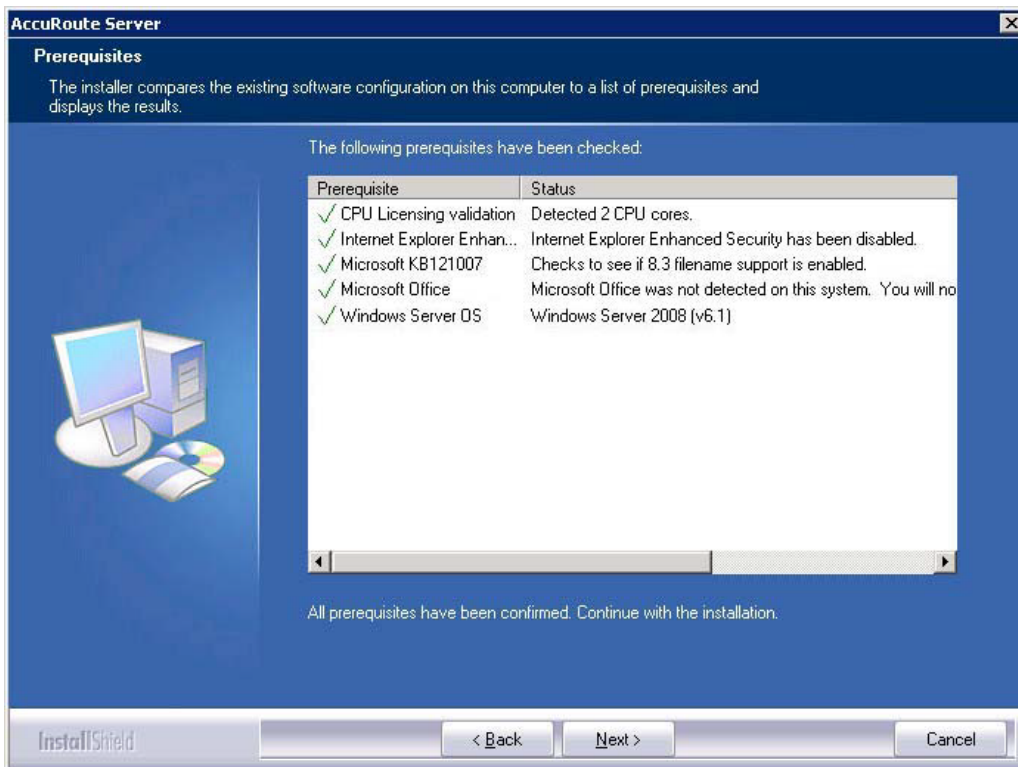 AccuRoute Server
Prerequisites
The installer compares the existing software configuration on this computer to a list of prerequisites and
displays the results.
The following prerequisites have been checked:
Prerequisite Status
CPU Licensing validation Detected 2 CPU cores.
Internet Explorer Enhan... Internet Explorer Enhanced Security has been disabled.
Microsoft KB121007 Checks to see if 8.3 filename support is enabled.
Microsoft Office Microsoft Office was not detected on this system. You will no
Windows Server OS Windows Server 2008 (v6.1)
All prerequisites have been confirmed. Continue with the installation.
InstallShield
< Back Next > Cancel